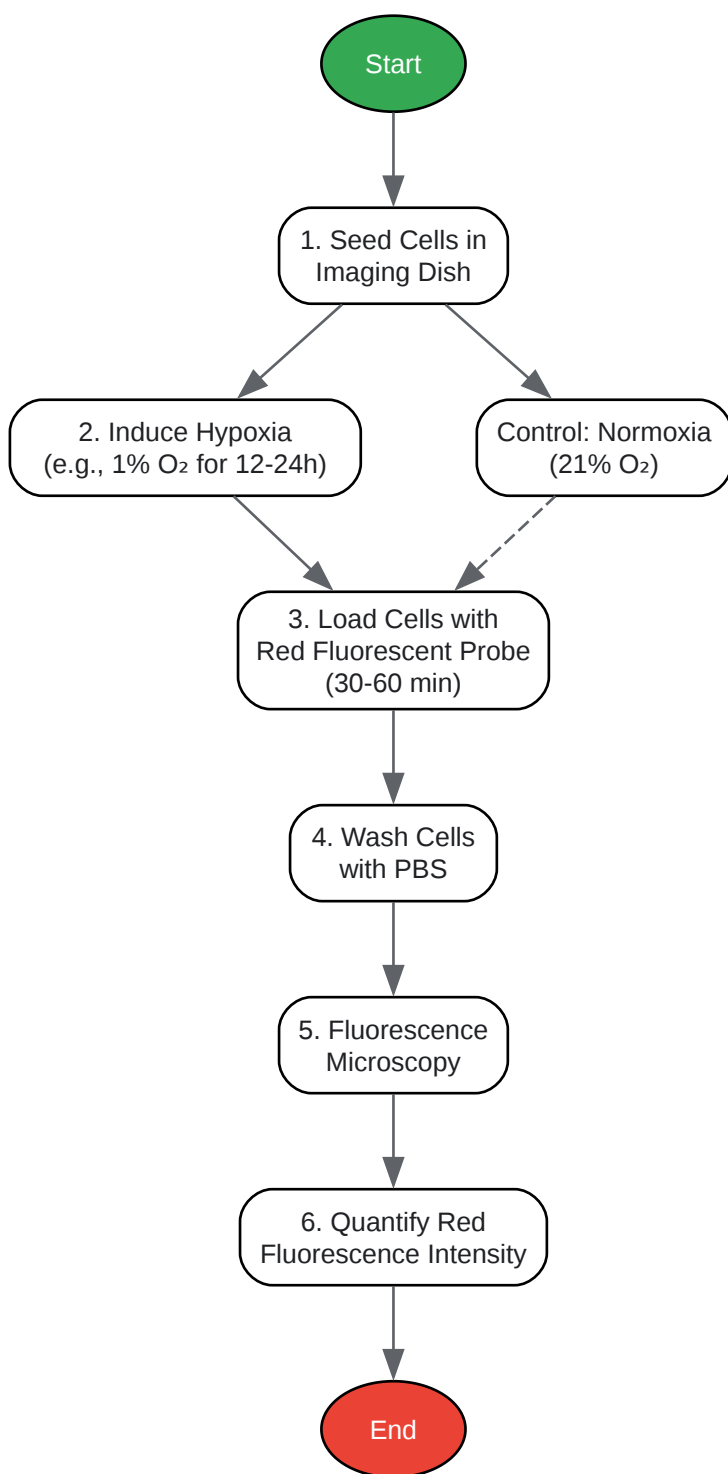 Start
1. Seed Cells in
Imaging Dish
2. Induce Hypoxia
(e.g., 1% O₂ for 12-24h)
Control: Normoxia
(21% O₂)
3. Load Cells with
Red Fluorescent Probe
(30-60 min)
4. Wash Cells
with PBS
5. Fluorescence
Microscopy
6. Quantify Red
Fluorescence Intensity
End